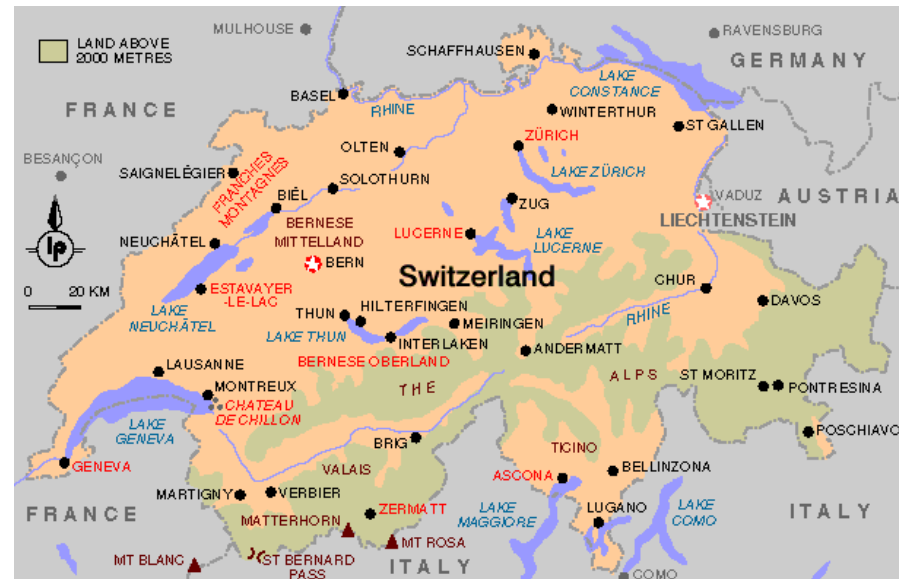 MULHOUSE
RAVENSBURG
LAND ABOVE
2000 METRES
SCHAFFHAUSEN
GERMANY
LAKE
CONSTANCE
FRANCE
BASEL
RHINE
WINTERTHUR
ST GALLEN
OLTEN
ZÜRICH
BESANÇON
SAIGNELÉGIER
FRANCHES
MONTAGNES
SOLOTHURN
LAKE ZÜRICH
VADUZ
AUSTRIA
BIÉL
ZUG
LIECHTENSTEIN
lp
NEUCHÂTEL
BERNESE
MITTELLAND
LUCERNE
LAKE
LUCERNE
BERN
Switzerland
0 20 KM
ESTAVAYER
-LE-LAC
CHUR
DAVOS
LAKE
NEUCHÂTEL
THUN
HILTERFINGEN
MEIRINGEN
RHINE
LAKE THUN
INTERLAKEN
ANDERMATT
LAUSANNE
BERNESE OBERLAND
MONTREUX
THE
ALPS
ST MORITZ
PONTRESINA
CHATEAU
DE CHILLON
LAKE
GENEVA
BRIG
POSCHIAVO
GENEVA
VALAIS
TICINO
BELLINZONA
ASCONA
MARTIGNY
VERBIER
ZERMATT
LAKE
MAGGIORE
LUGANO
LAKE
COMO
FRANCE
MATTERHORN
ITALY
MT ROSA
MT BLANC
ST BERNARD
PASS
ITALY
COMO